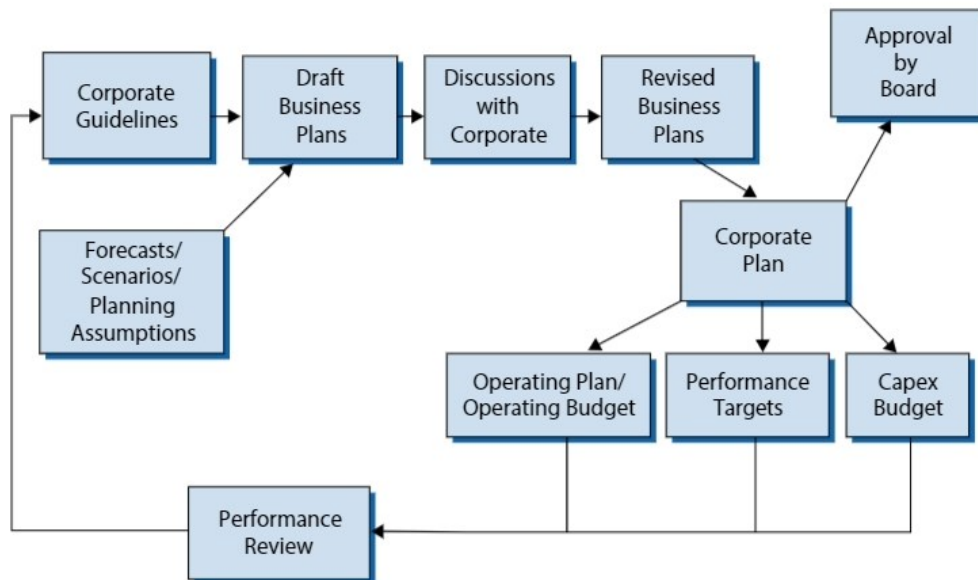 Corporate
Guidelines
Draft
Business
Plans
Discussions
with
Corporate
Revised
Business
Plans
Approval
by
Board
Forecasts/
Scenarios/
Planning
Assumptions
Corporate
Plan
Operating Plan/
Operating Budget
Performance
Targets
Capex
Budget
Performance
Review